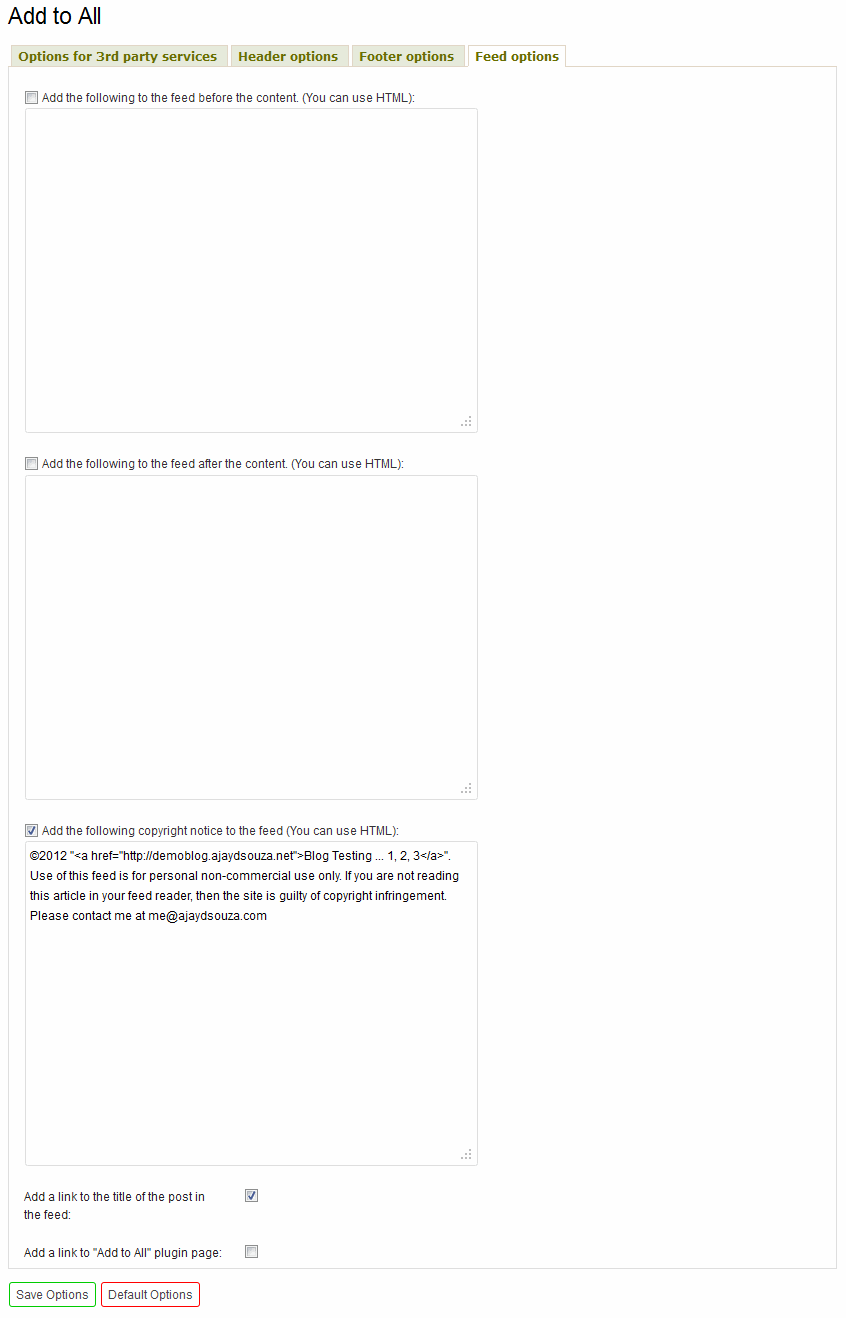 Add to All
Options for 3rd party services
Header options
Footer options
Feed options
Add the following to the feed before the content. (You can use HTML):
Add the following to the feed after the content. (You can use HTML):
Add the following copyright notice to the feed (You can use HTML):
©2012 "<a href="http://demoblog.ajaydsouza.net">Blog Testing ... 1, 2, 3</a>".
Use of this feed is for personal non-commercial use only. If you are not reading
this article in your feed reader, then the site is guilty of copyright infringement.
Please contact me at me@ajaydsouza.com
Add a link to the title of the post in
the feed:
Add a link to "Add to All" plugin page:
Save Options
Default Options